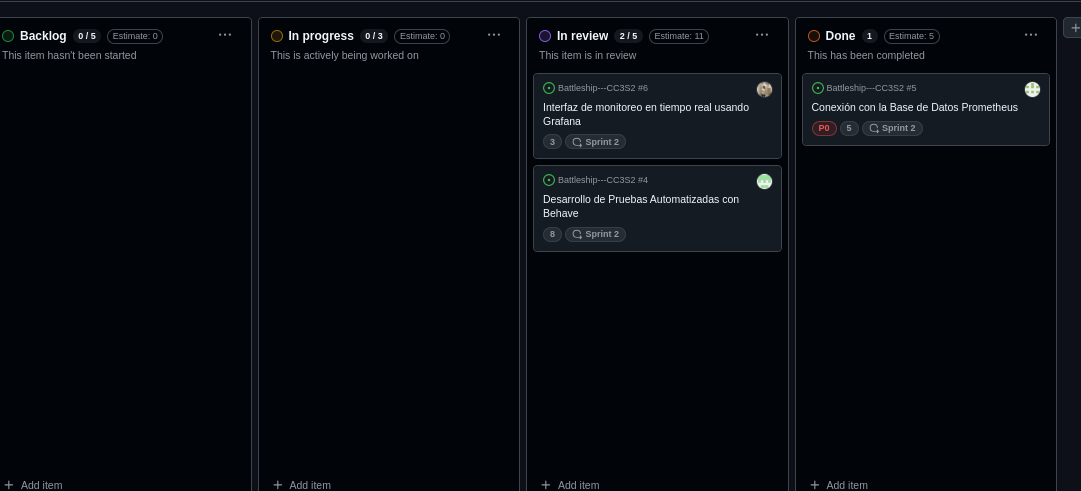 Backlog 0 / 5 Estimate: 0
This item hasn't been started
Add item
In progress 0 / 3 Estimate: 0
This is actively being worked on
Add item
In review 2 / 5 Estimate: 11
This item is in review
Battleship---CC3S2 #6
Interfaz de monitoreo en tiempo real usando
Grafana
3 Sprint 2
Battleship---CC3S2 #4
Desarrollo de Pruebas Automatizadas con
Behave
8 Sprint 2
Add item
Done 1 Estimate: 5
This has been completed
Battleship---CC3S2 #5
Conexión con la Base de Datos Prometheus
P0 5 Sprint 2
Add item